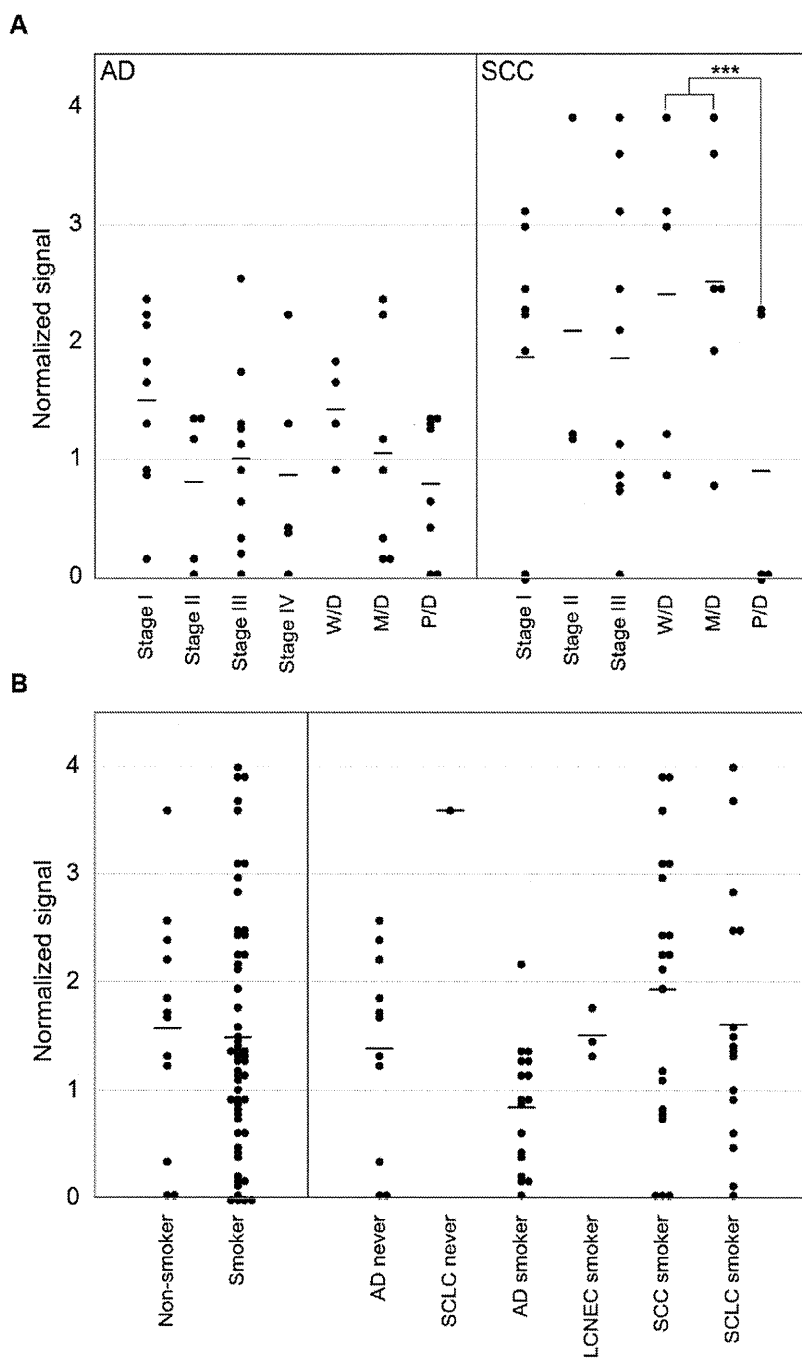 A
AD
SCC
***
4
3
2
1
0
Normalized signal
Stage I
Stage II
Stage III
Stage IV
W/D
M/D
P/D
Stage I
Stage II
Stage III
W/D
M/D
P/D
B
4
3
2
1
0
Normalized signal
Non-smoker
Smoker
AD never
SCLC never
AD smoker
LCNEC smoker
SCC smoker
SCLC smoker